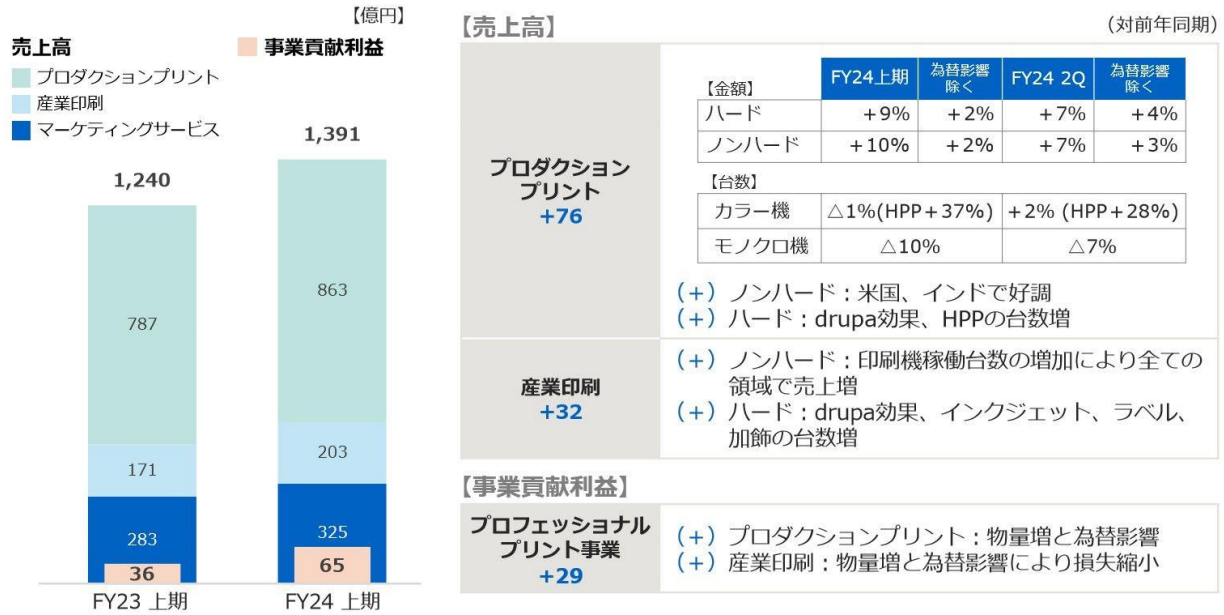 【億円】
売上高
事業貢献利益
プロダクションプリント
産業印刷
マーケティングサービス
1,240
787
171
283
36
FY23 上期
1,391
863
203
325
65
FY24 上期
【売上高】
(対前年同期)
プロダクション
プリント
+76
【金額】
FY24上期
為替影響
除く
FY24 2Q
為替影響
除く
ハード +9% +2% +7% +4%
ノンハード +10% +2% +7% +3%
【台数】
カラー機 △1%(HPP+37%) +2% (HPP+28%)
モノクロ機 △10% △7%
(+) ノンハード：米国、インドで好調
(+) ハード：drupa効果、HPPの台数増
産業印刷
+32
(+) ノンハード：印刷機稼働台数の増加により全ての
領域で売上増
(+) ハード：drupa効果、インクジェット、ラベル、
加飾の台数増
【事業貢献利益】
プロフェッショナル
プリント事業
+29
(+) プロダクションプリント：物量増と為替影響
(+) 産業印刷：物量増と為替影響により損失縮小